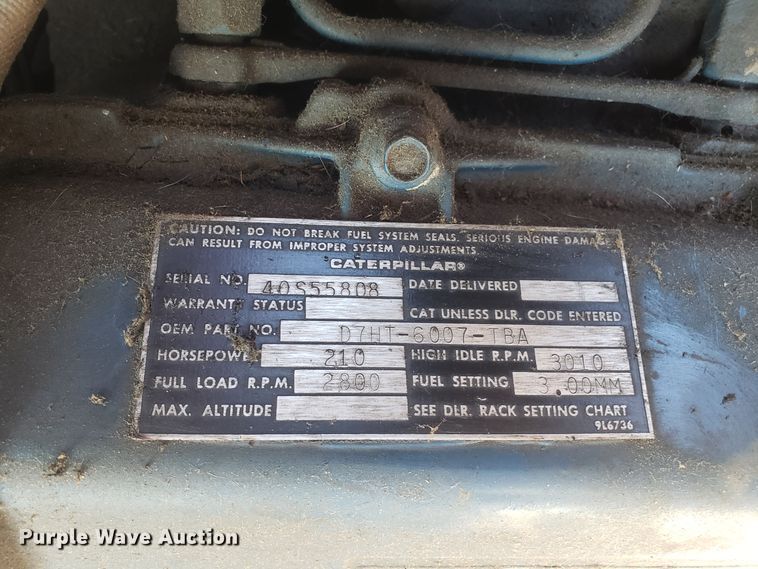 CAUTION: DO NOT BREAK FUEL SYSTEM SEALS. SERIOUS ENGINE DAMAGE
CAN RESULT FROM IMPROPER SYSTEM ADJUSTMENTS
CATERPILLAR®
SERIAL NO. 40S55808 DATE DELIVERED
WARRANTY STATUS CAT UNLESS DLR. CODE ENTERED
OEM PART NO. D7HT-6007-TBA
HORSEPOWER 210 HIGH IDLE R.P.M. 3010
FULL LOAD R.P.M. 2800 FUEL SETTING 3.00MM
MAX. ALTITUDE SEE DLR. RACK SETTING CHART
9L6736
Purple Wave Auction